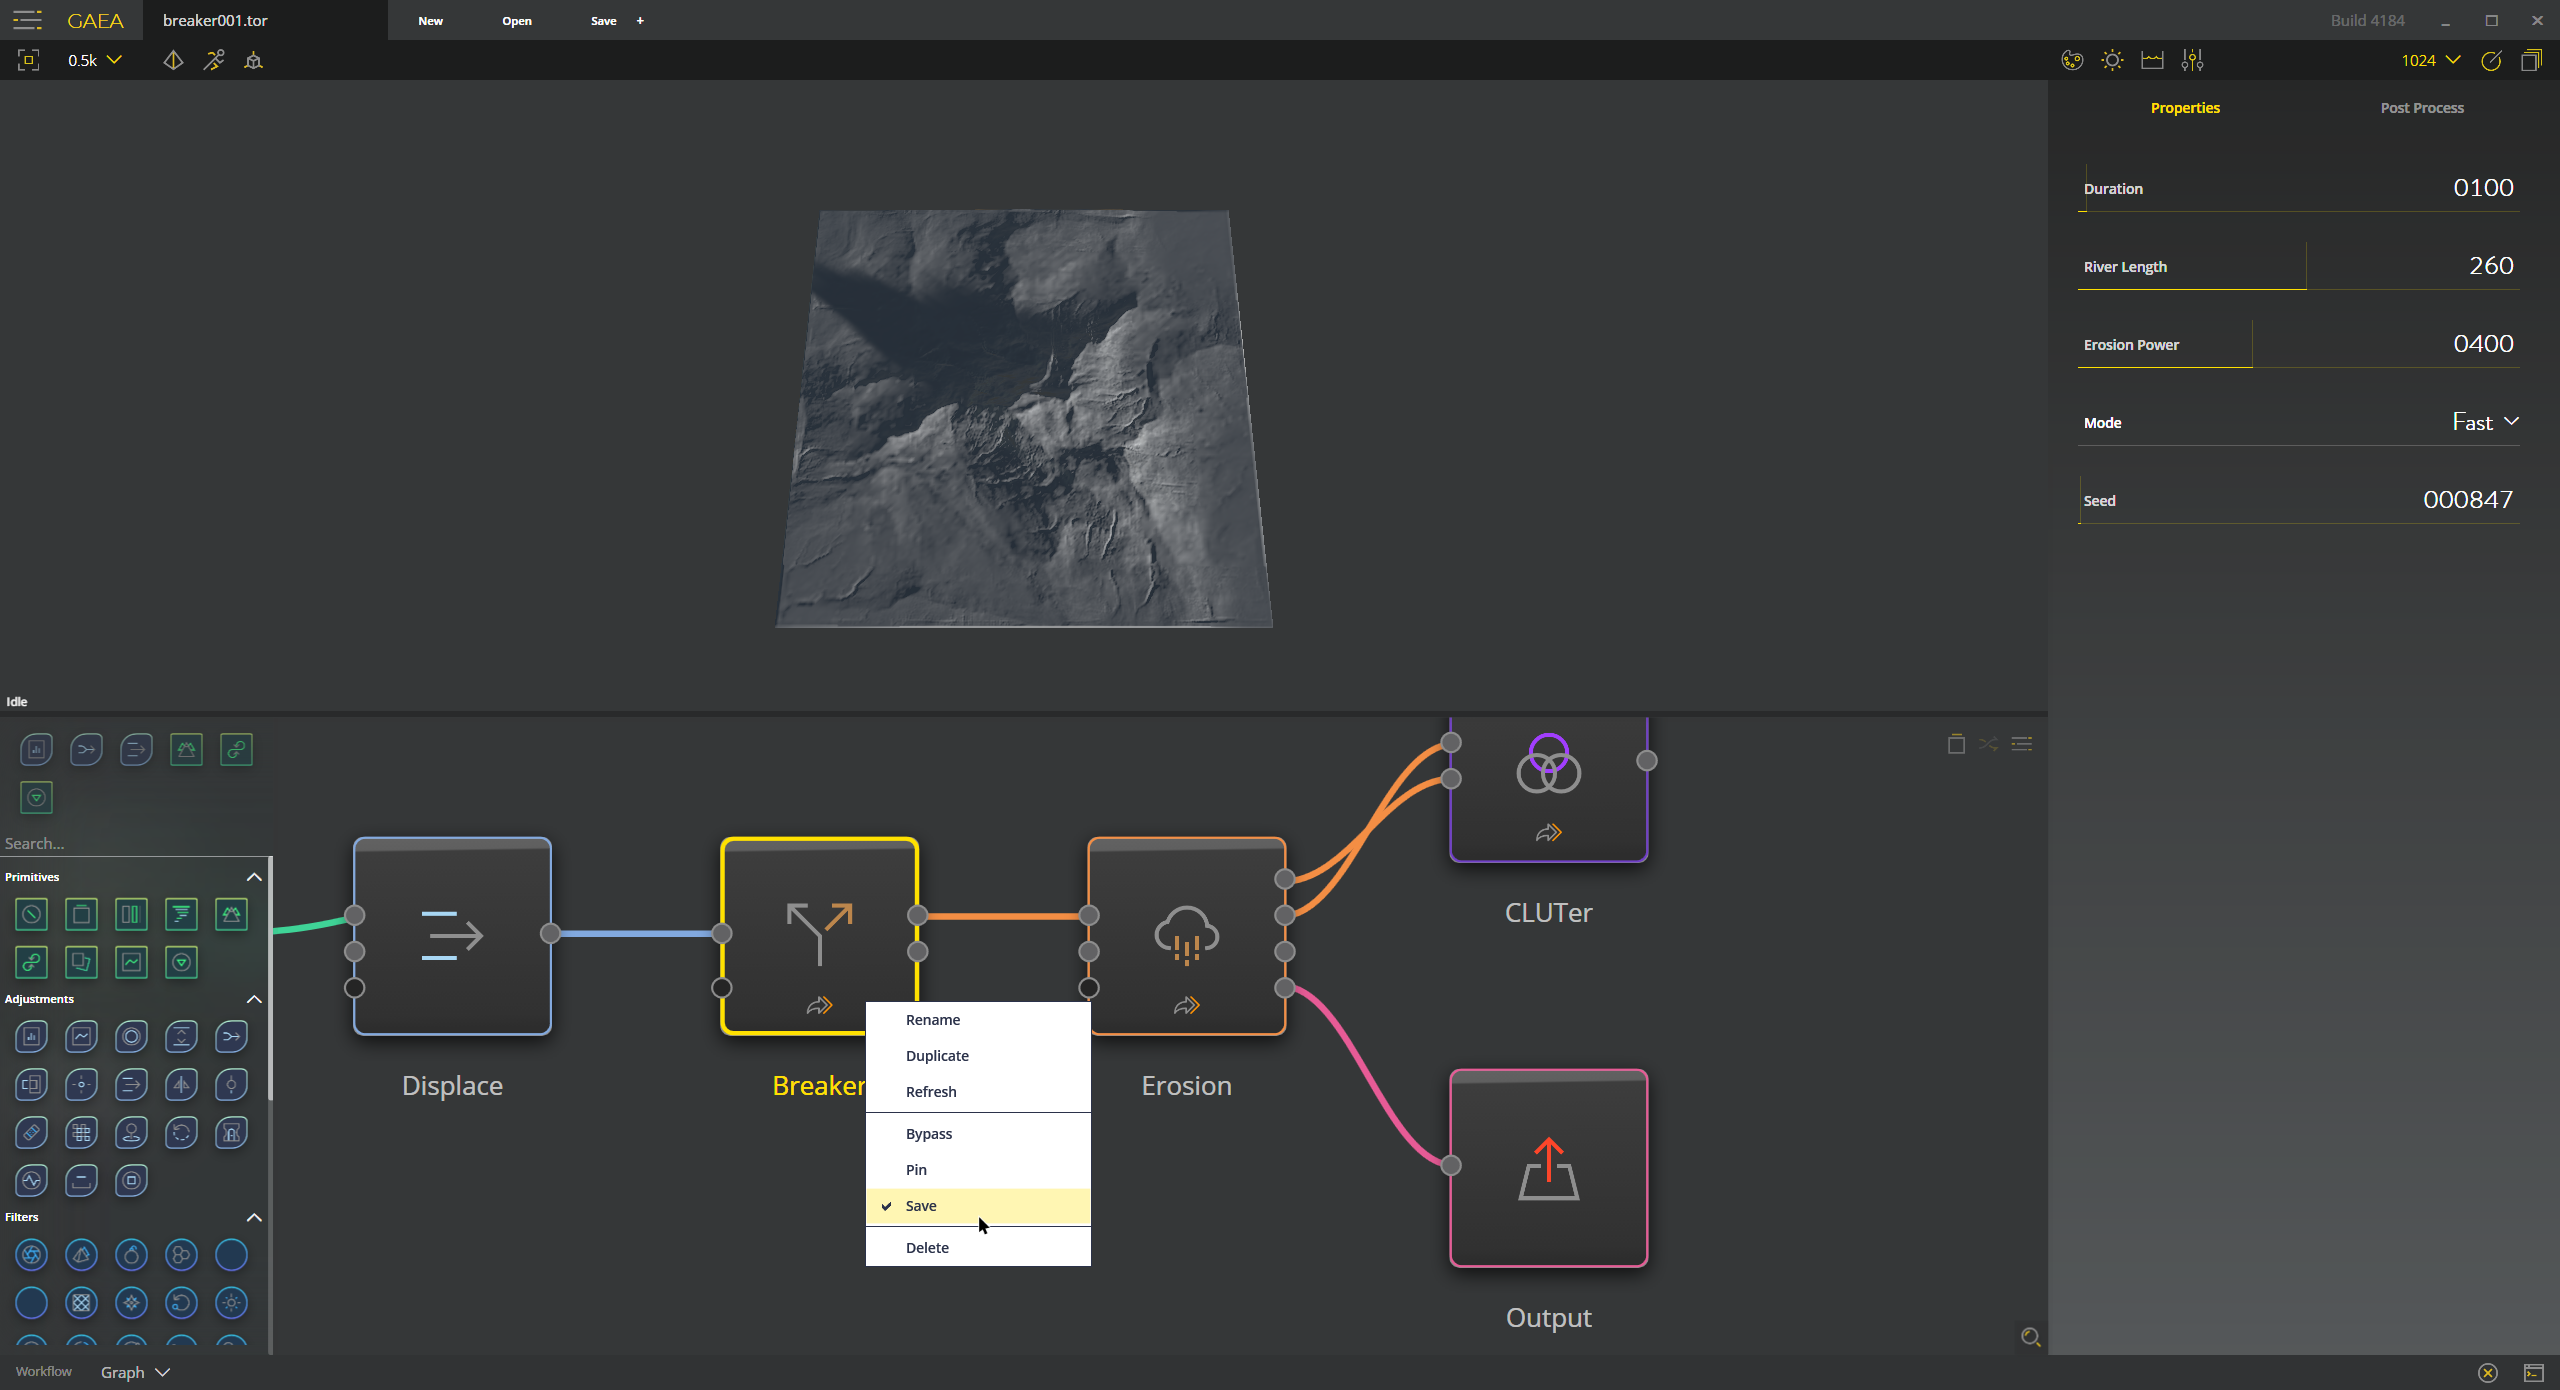 GAEA
breaker001.tor
New
Open
Save
+
Build 4184
0.5k
1024
Properties
Post Process
Duration
0100
River Length
260
Erosion Power
0400
Mode
Fast
Seed
000847
Idle
Search...
Primitives
Adjustments
Filters
Displace
Breaker
Erosion
CLUTer
Output
Rename
Duplicate
Refresh
Bypass
Pin
Save
Delete
Workflow
Graph